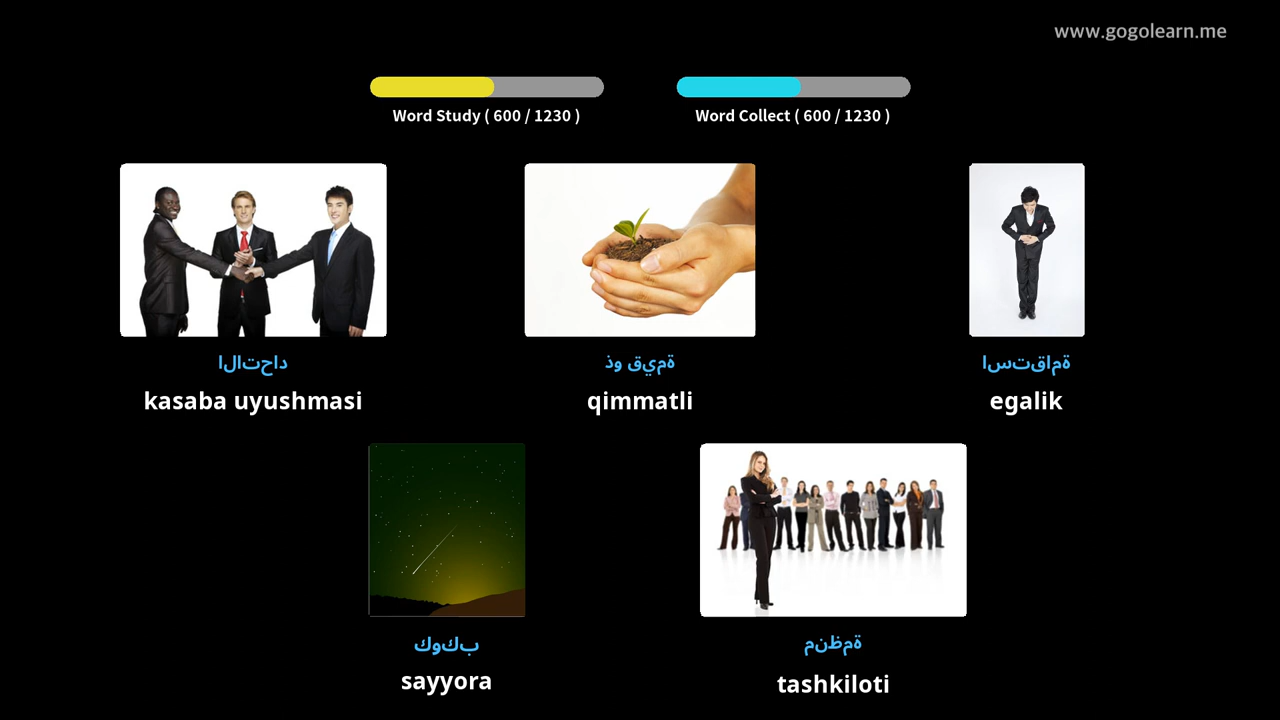 www.gogolearn.me
Word Study ( 600 / 1230 )
Word Collect ( 600 / 1230 )
الاتحاد
kasaba uyushmasi
ذو قيمة
qimmatli
استقامة
egalik
كوكب
sayyora
منظمة
tashkiloti